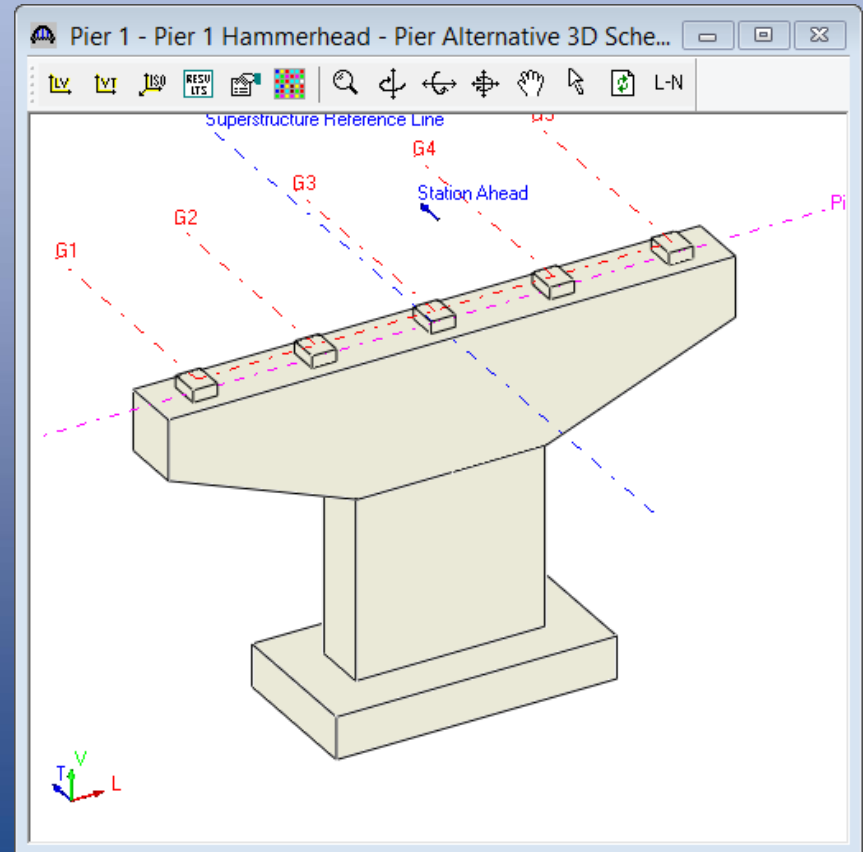 Pier 1 - Pier 1 Hammerhead - Pier Alternative 3D Sche...
LV VT ISO RESU LTS L-N
Superstructure Reference Line
G4
G3
Station Ahead
G2
Pi
G1
V
T
L